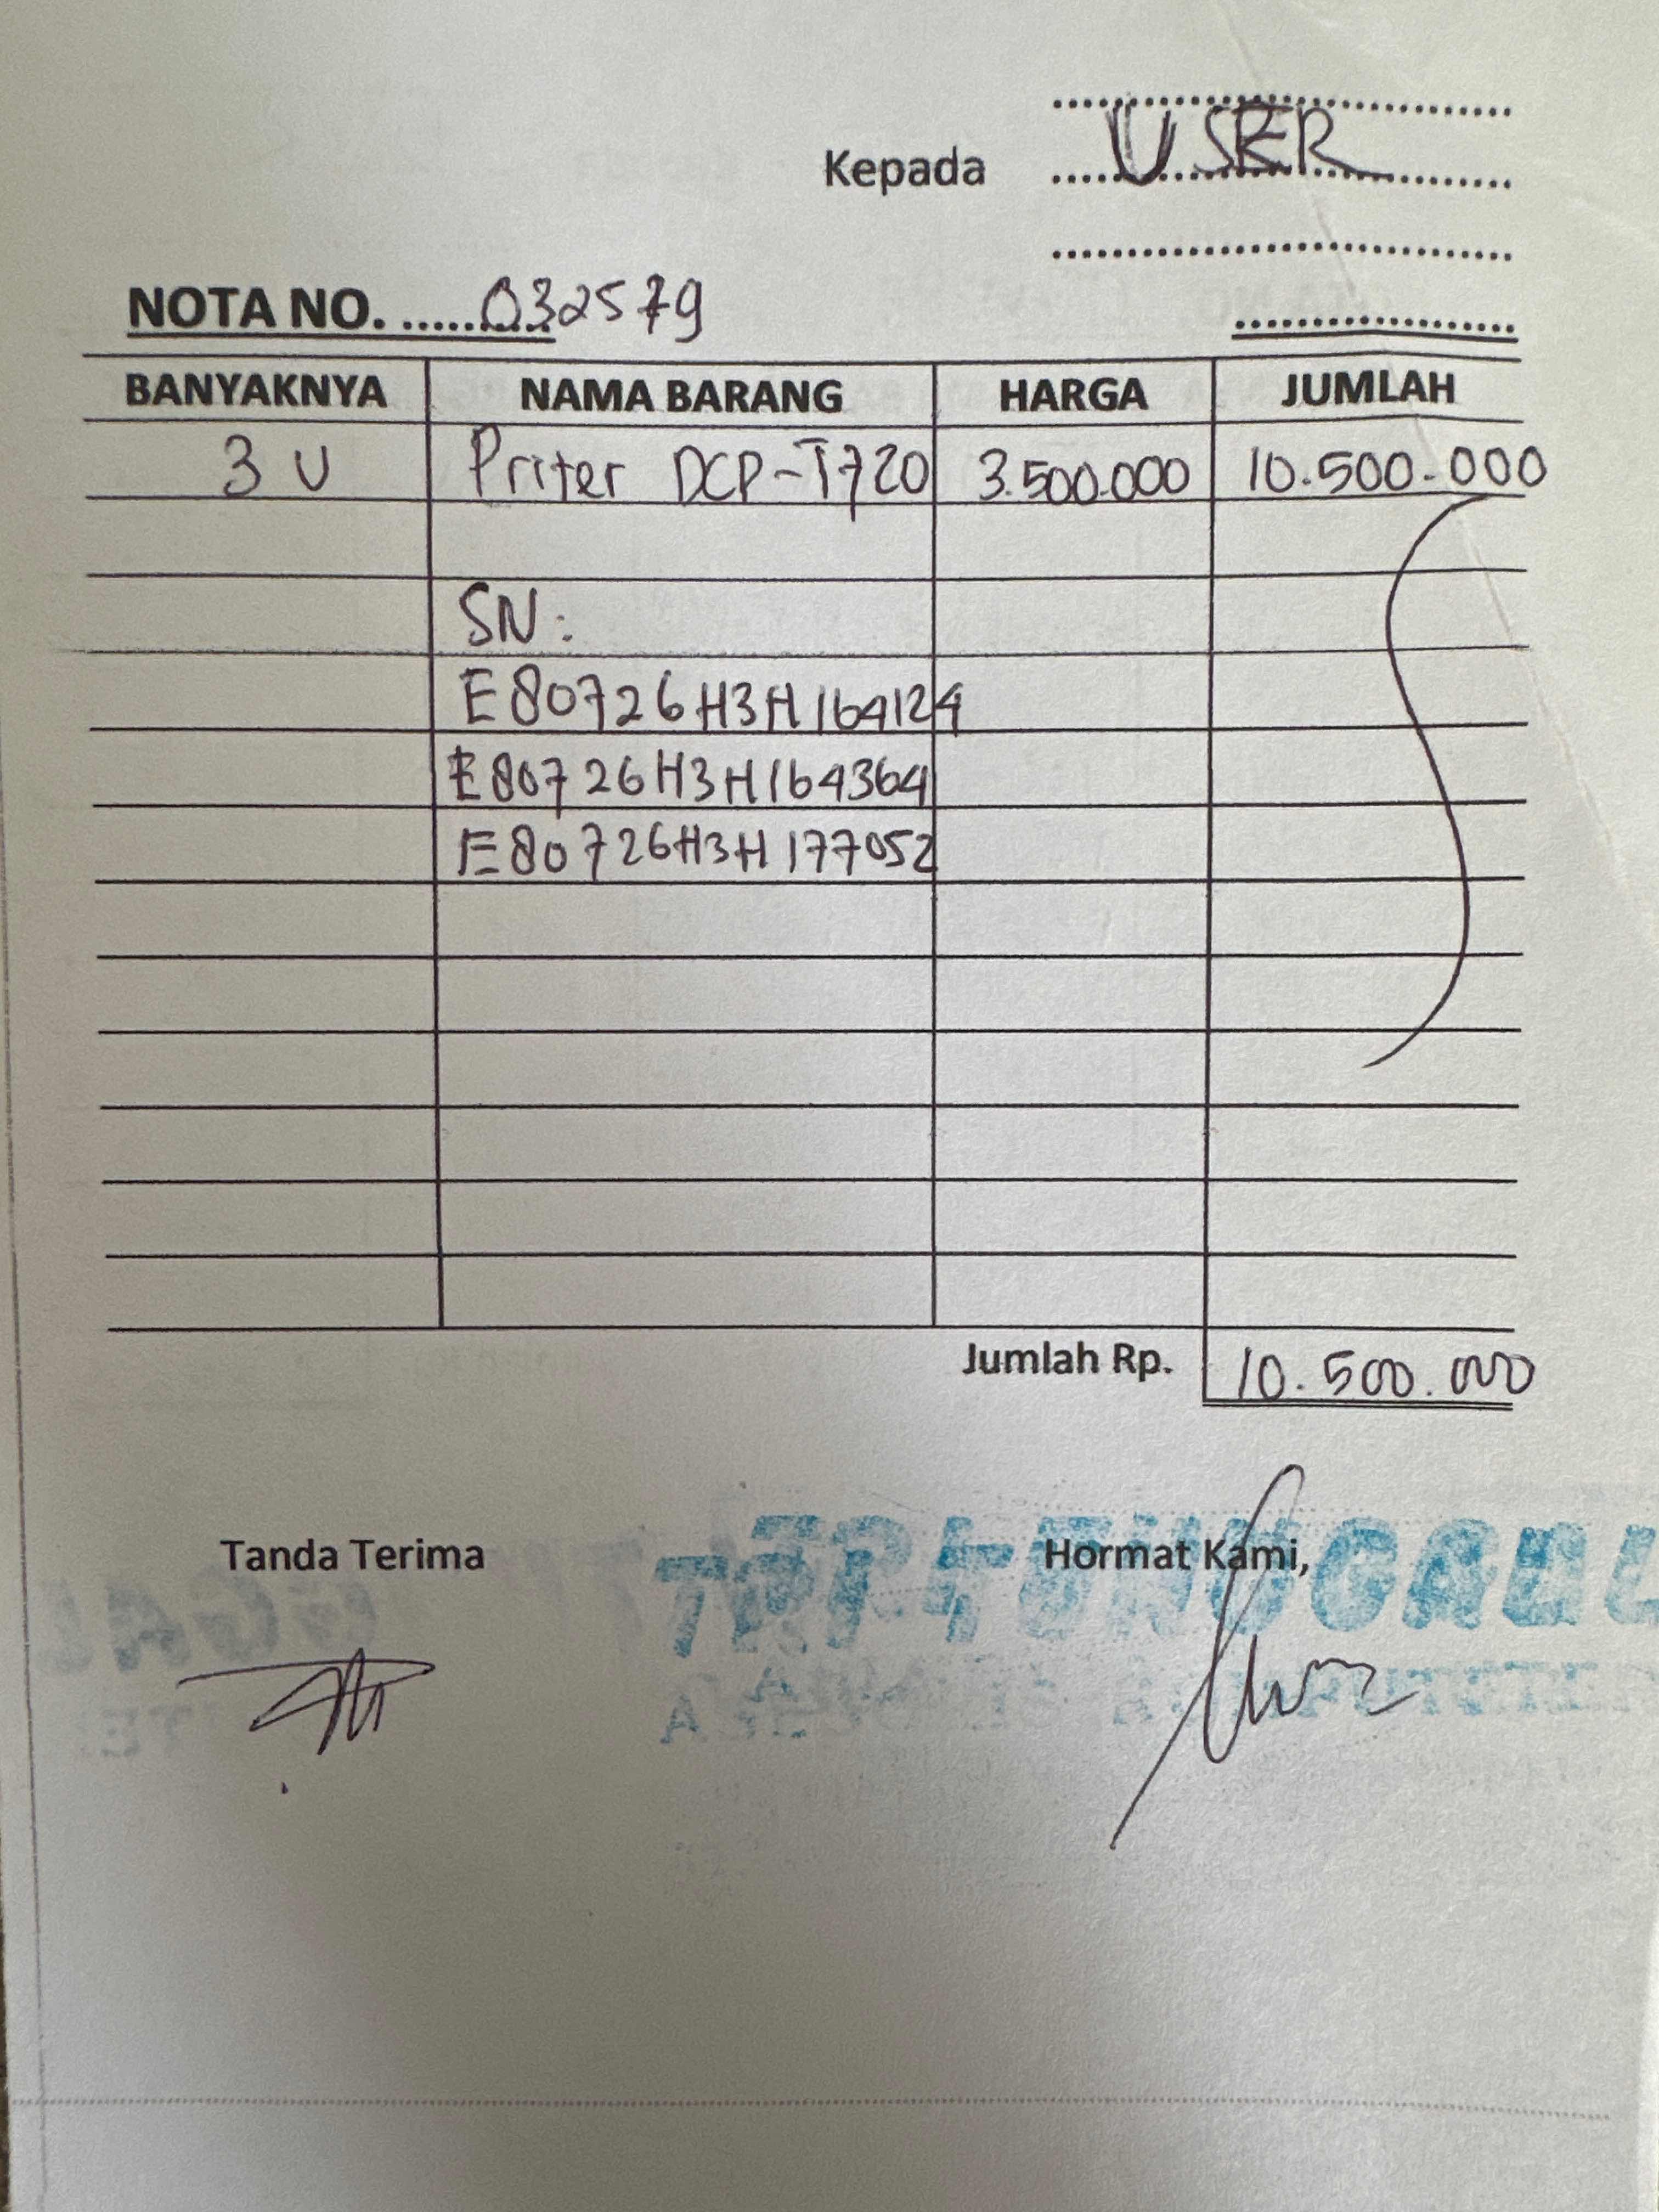 Kepada USER
NOTA NO. 032579
BANYAKNYA NAMA BARANG HARGA JUMLAH
3 U Priter DCP-T720 3.500.000 10.500.000
SN:
E80726H3H164124
E80726H3H164364
E80726H3H177052
Jumlah Rp. 10.500.000
Tanda Terima Hormat Kami,